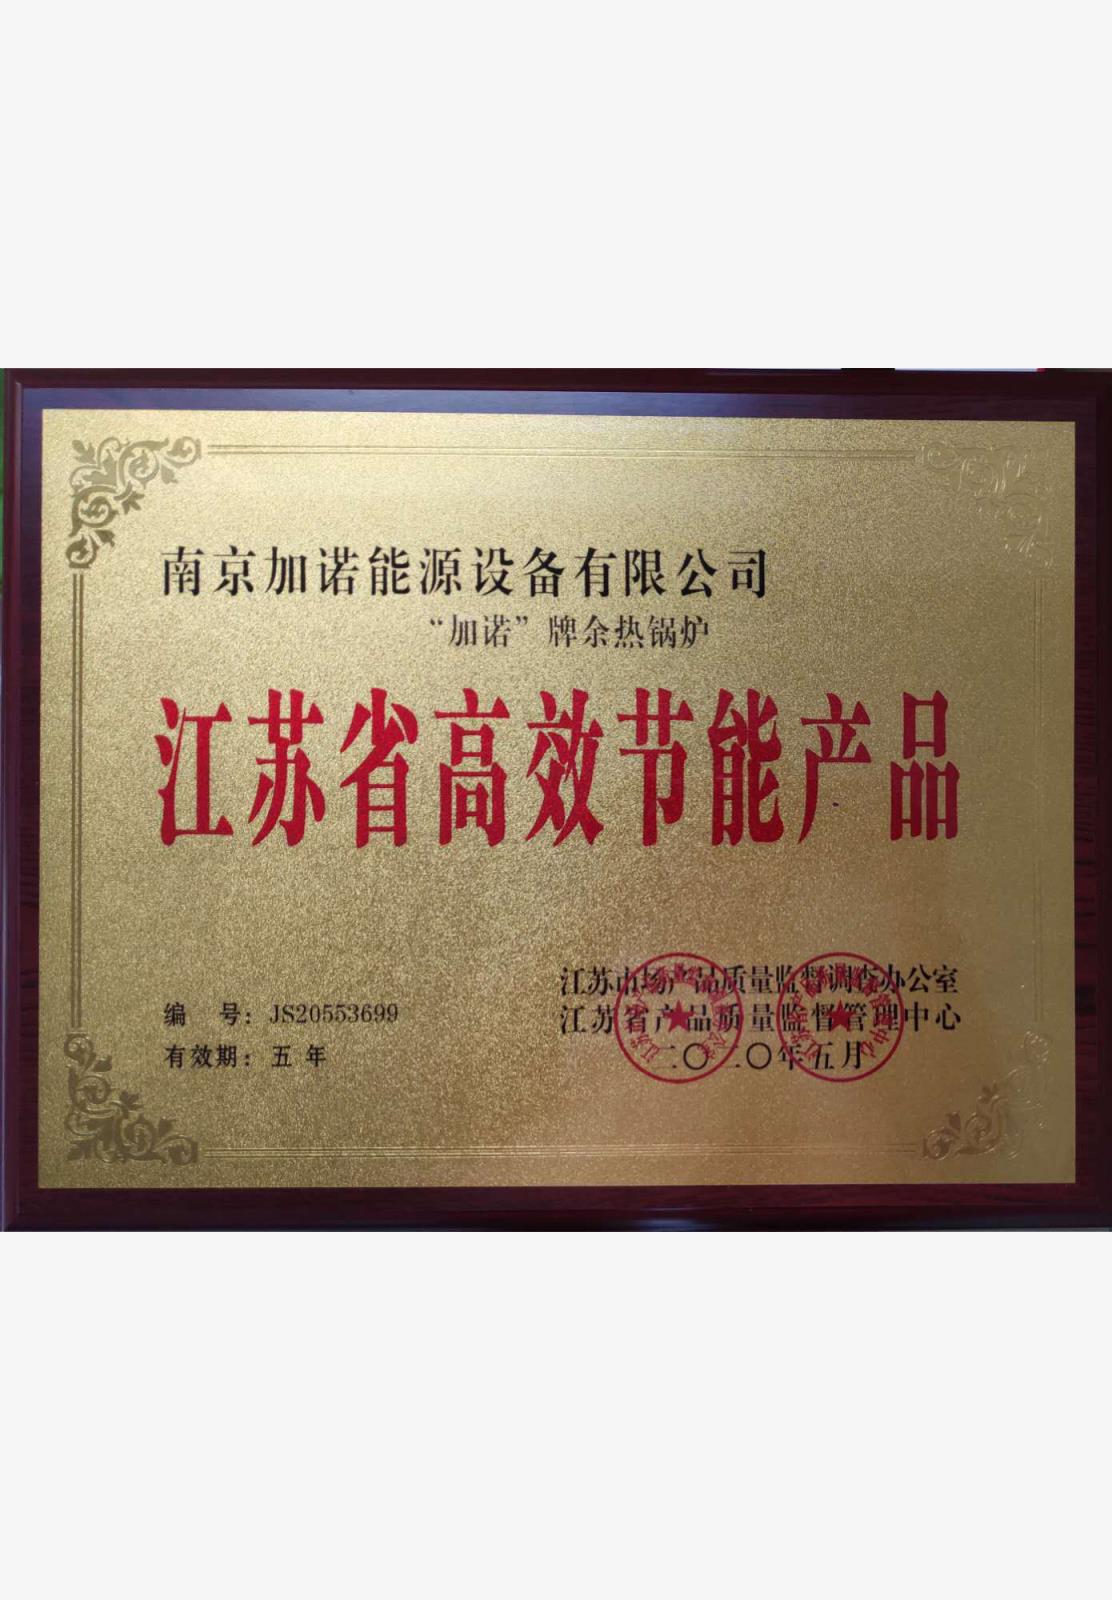 南京加诺能源设备有限公司
“加诺”牌余热锅炉
江苏省高效节能产品
编 号：JS20553699
有效期：五年
江苏市场产品质量监督调查办公室
江苏省产品质量监督管理中心
二〇二〇年五月